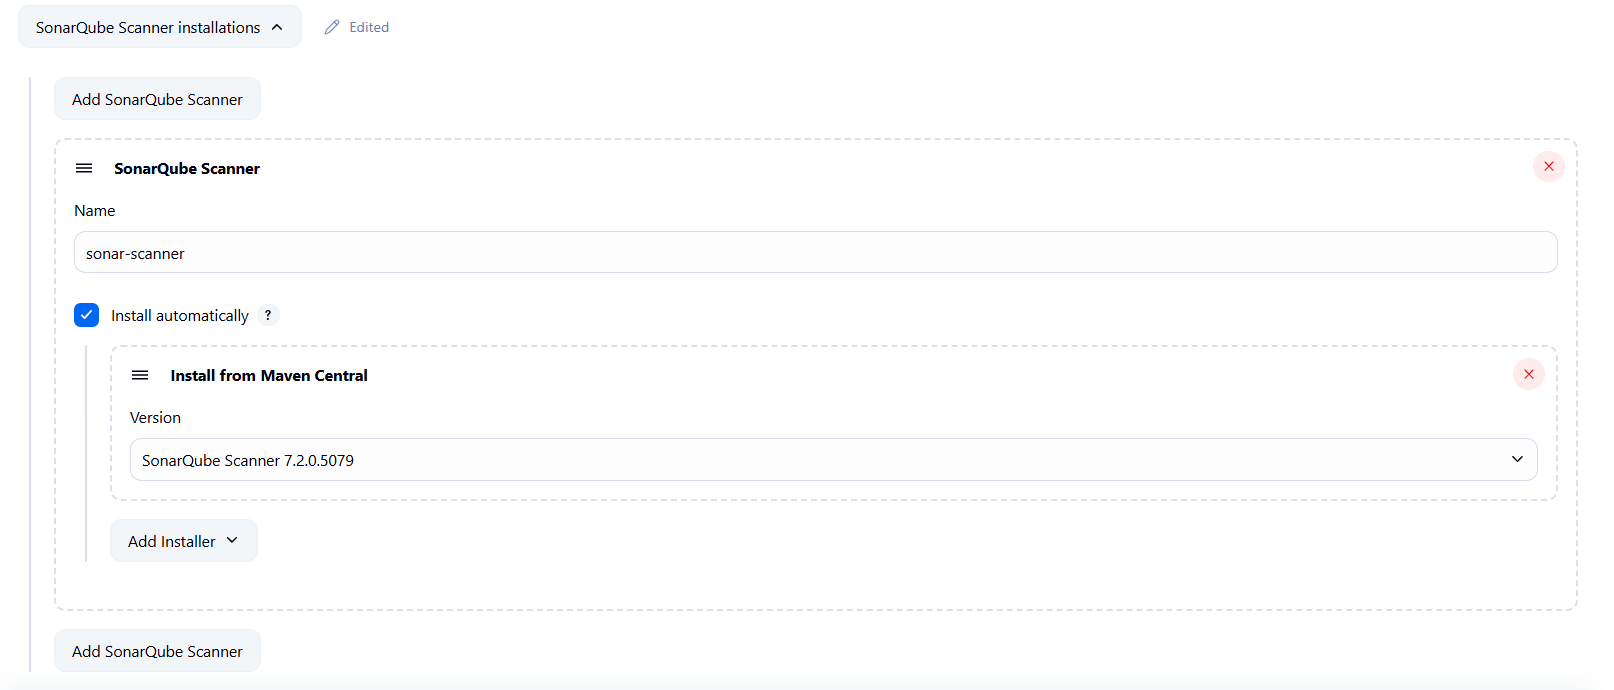 SonarQube Scanner installations
Edited
Add SonarQube Scanner
SonarQube Scanner
Name
sonar-scanner
Install automatically ?
Install from Maven Central
Version
SonarQube Scanner 7.2.0.5079
Add Installer
Add SonarQube Scanner